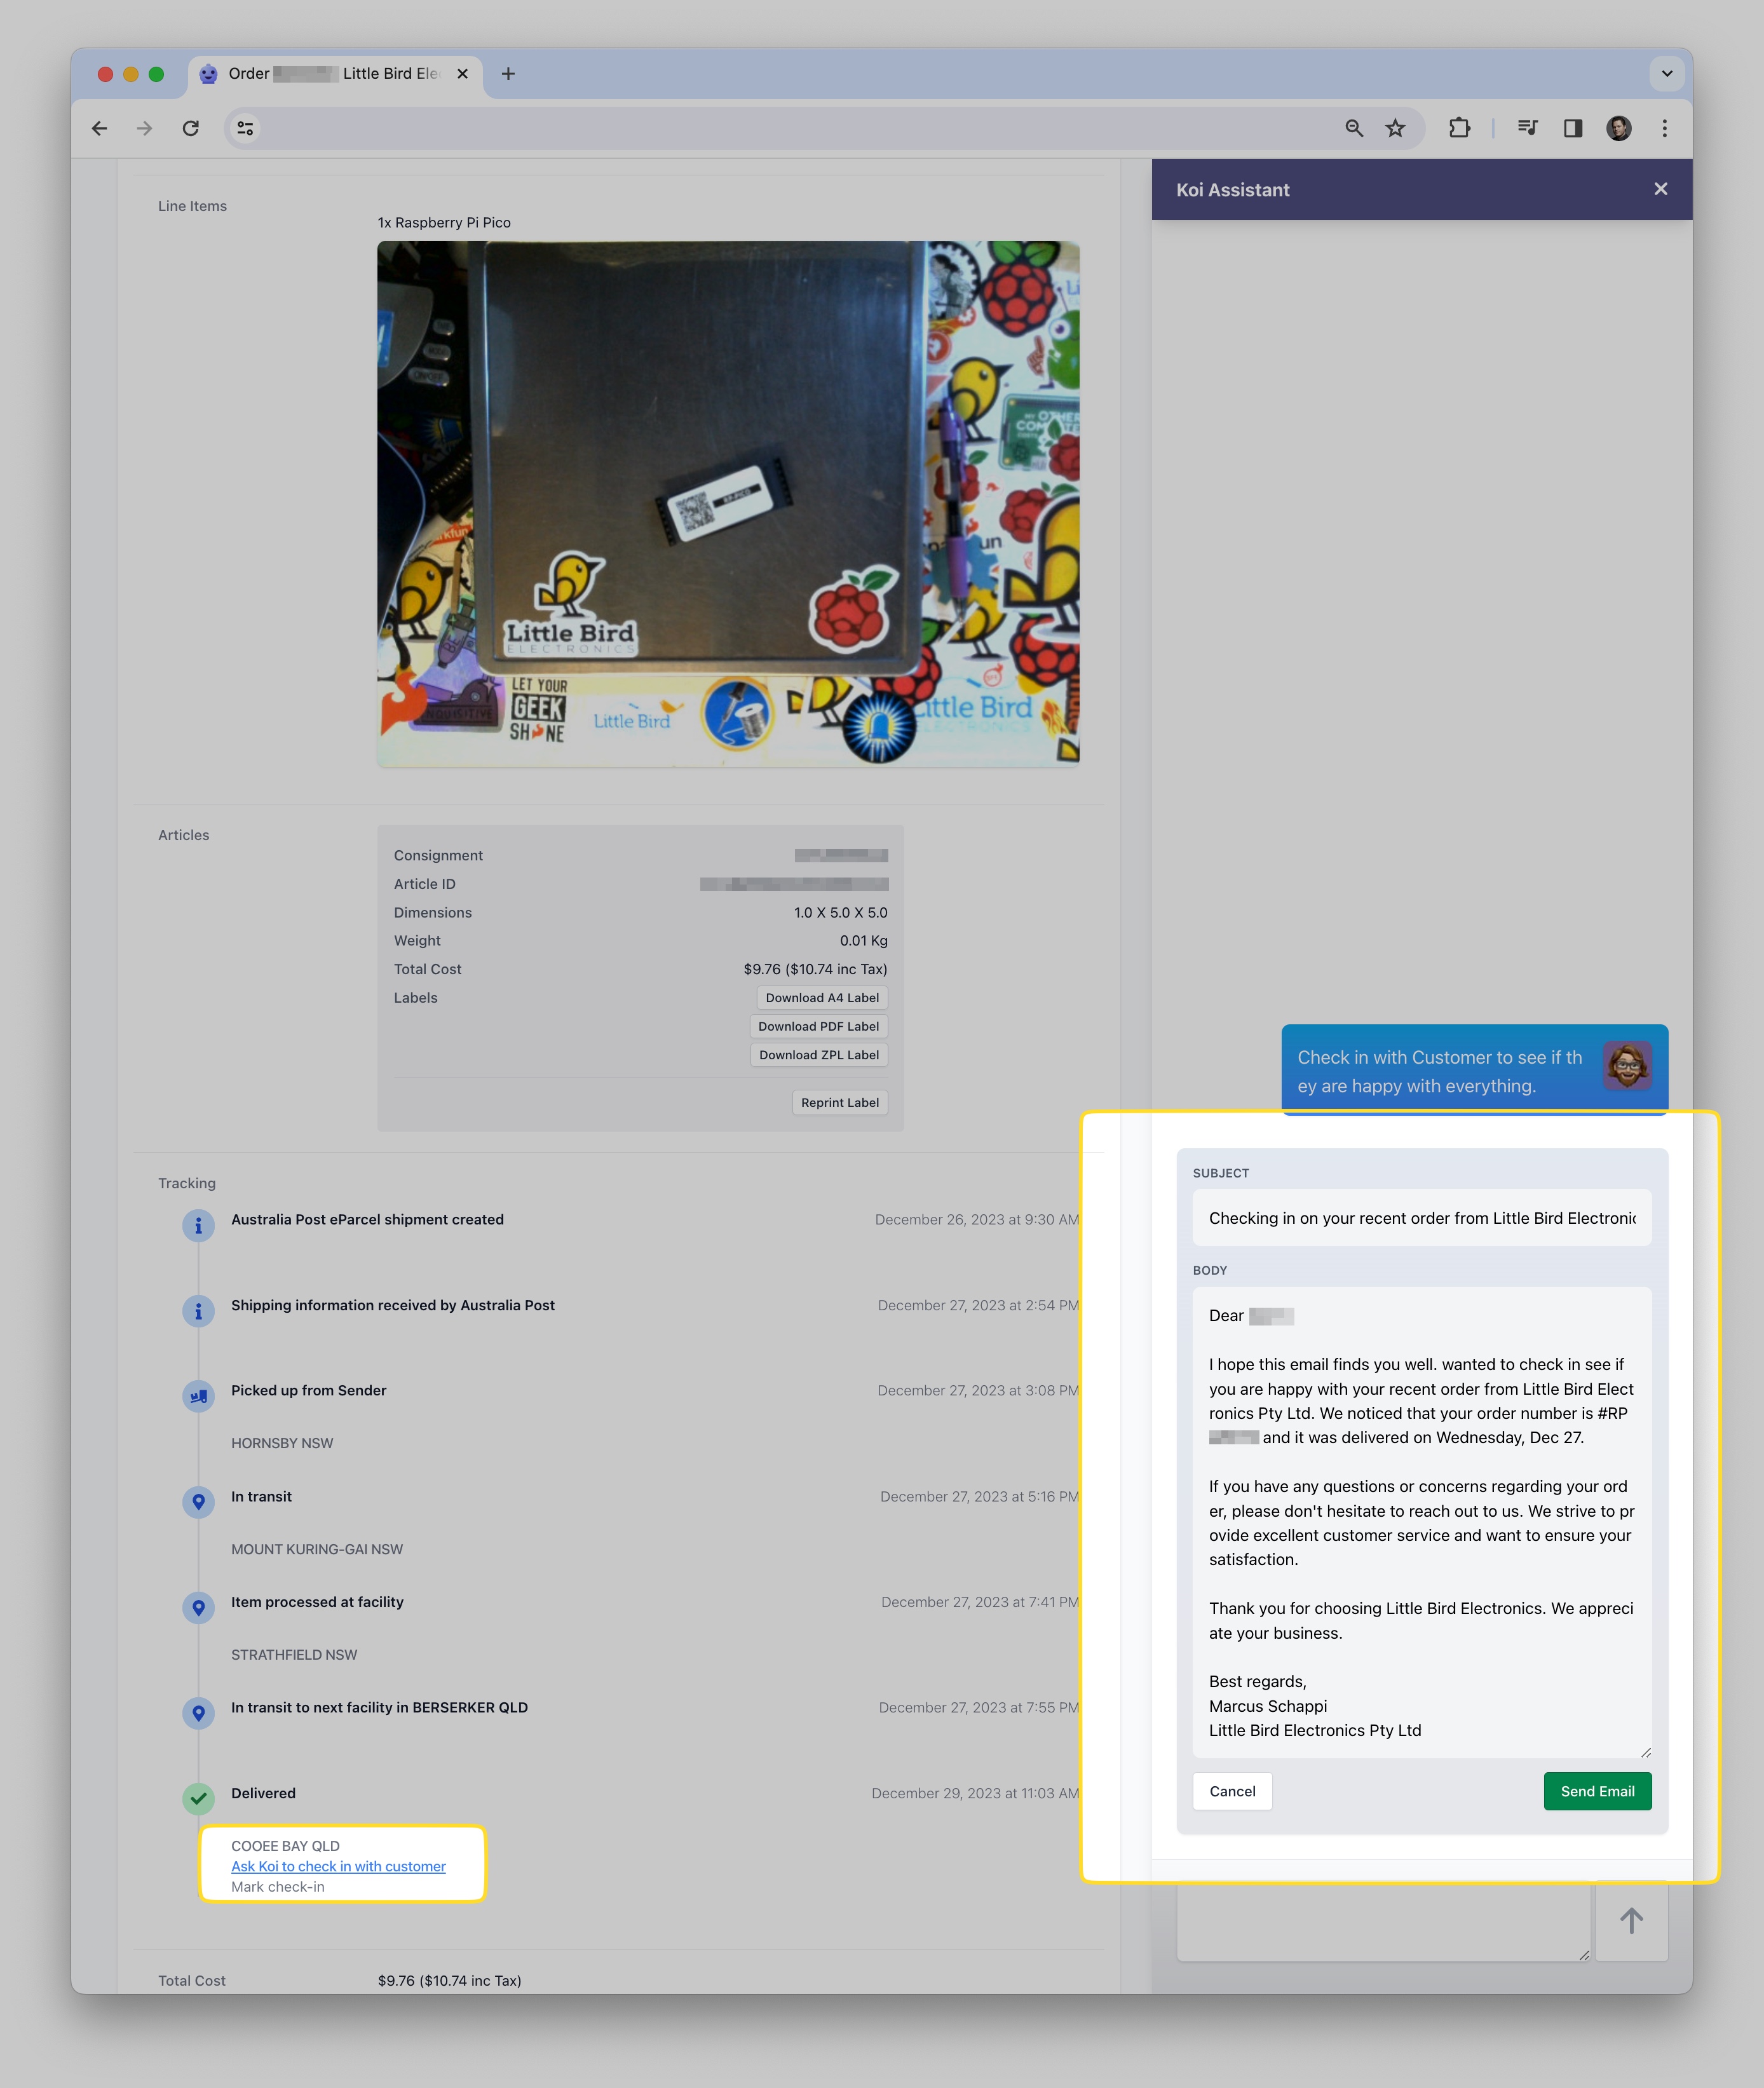 Order Little Bird Ele
Koi Assistant
Line Items
1x Raspberry Pi Pico
MY OTHER
COM
Little Bird
ELECTRONICS
LET YOUR
GEEK
SHINE
Little Bird
Little Bird
ELECTRONICS
Articles
Consignment
Article ID
Dimensions 1.0 X 5.0 X 5.0
Weight 0.01 Kg
Total Cost $9.76 ($10.74 inc Tax)
Labels Download A4 Label
Download PDF Label
Download ZPL Label
Reprint Label
Tracking
Australia Post eParcel shipment created December 26, 2023 at 9:30 AM
Shipping information received by Australia Post December 27, 2023 at 2:54 PM
Picked up from Sender December 27, 2023 at 3:08 PM
HORNSBY NSW
In transit December 27, 2023 at 5:16 PM
MOUNT KURING-GAI NSW
Item processed at facility December 27, 2023 at 7:41 PM
STRATHFIELD NSW
In transit to next facility in BERSERKER QLD December 27, 2023 at 7:55 PM
Delivered December 29, 2023 at 11:03 AM
COOEE BAY QLD
Ask Koi to check in with customer
Mark check-in
Total Cost $9.76 ($10.74 inc Tax)
Check in with Customer to see if th
ey are happy with everything.
SUBJECT
Checking in on your recent order from Little Bird Electronic
BODY
Dear
I hope this email finds you well. wanted to check in see if
you are happy with your recent order from Little Bird Elect
ronics Pty Ltd. We noticed that your order number is #RP
and it was delivered on Wednesday, Dec 27.
If you have any questions or concerns regarding your ord
er, please don't hesitate to reach out to us. We strive to pr
ovide excellent customer service and want to ensure your
satisfaction.
Thank you for choosing Little Bird Electronics. We appreci
ate your business.
Best regards,
Marcus Schappi
Little Bird Electronics Pty Ltd
Cancel
Send Email